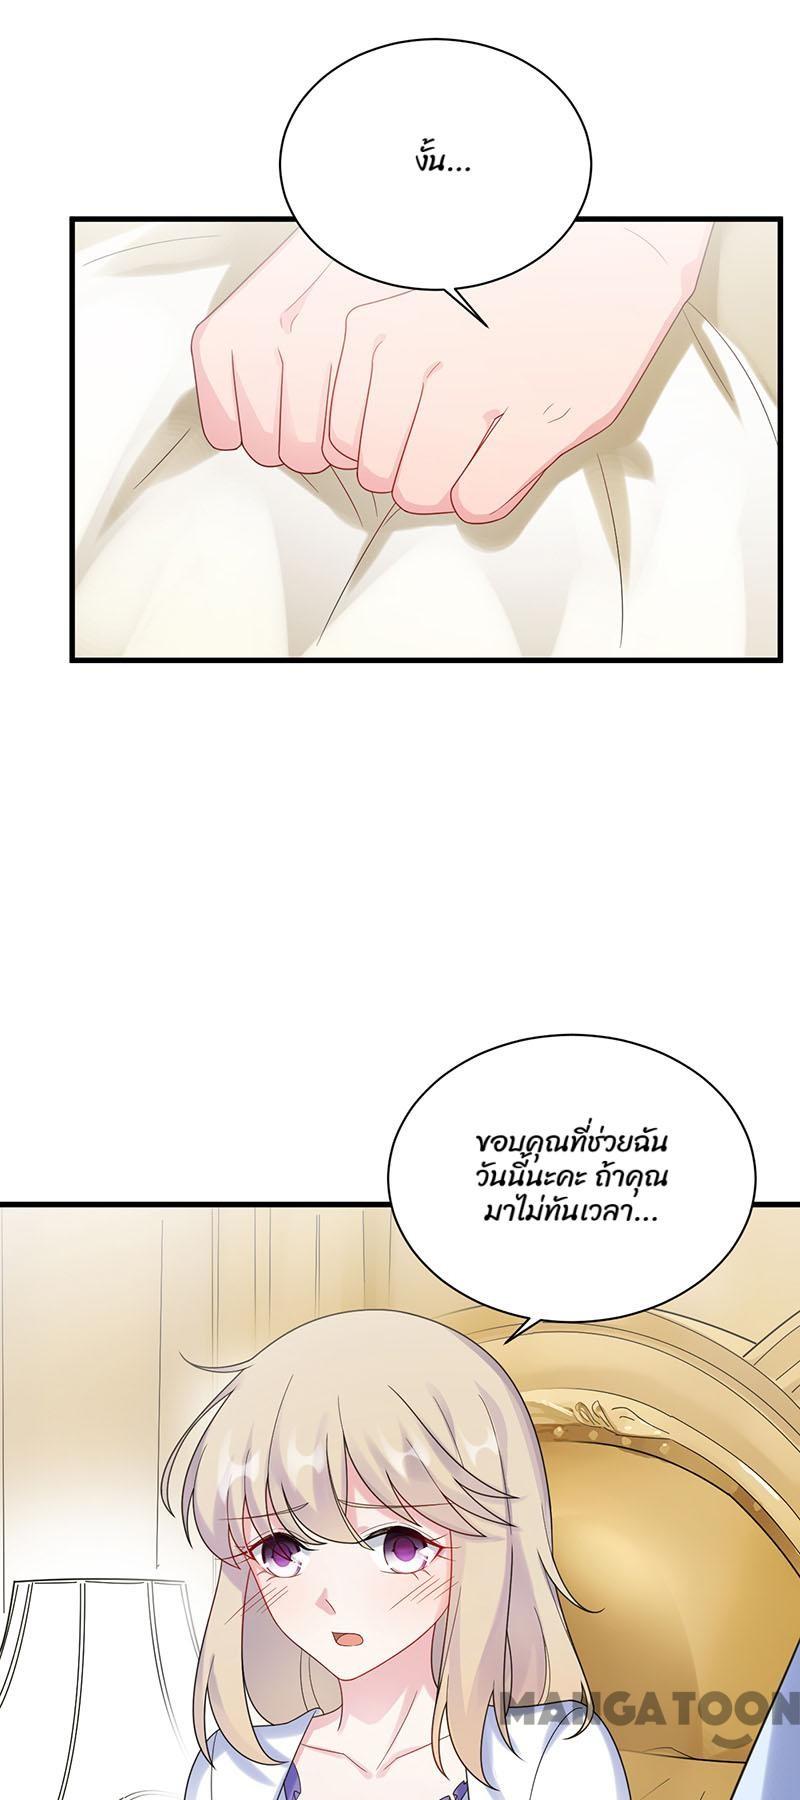 งั้น...
ขอบคุณที่ช่วยฉัน
วันนี้นะคะ ถ้าคุณ
มาไม่ทันเวลา...
MANGATOON